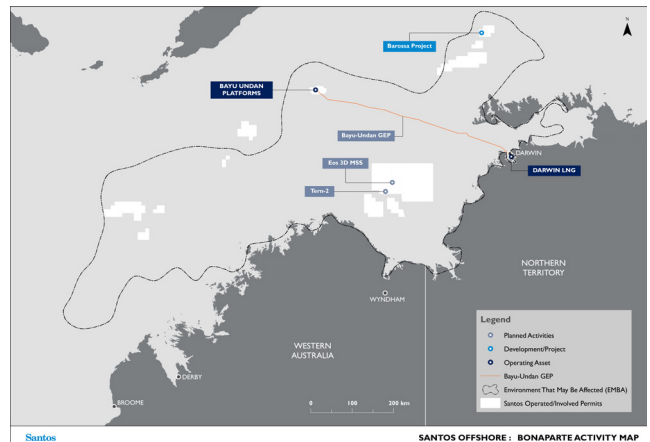 N
Barossa Project
BAYU UNDAN
PLATFORMS
Bayu-Undan GEP
DARWIN
DARWIN LNG
Eos 3D MSS
Tern-2
NORTHERN
TERRITORY
WYNDHAM
WESTERN
AUSTRALIA
DERBY
BROOME
0 100 200 km
Legend
Planned Activities
Development/Project
Operating Asset
Bayu-Undan GEP
Environment That May Be Affected (EMBA)
Santos Operated/Involved Permits
Santos
SANTOS OFFSHORE : BONAPARTE ACTIVITY MAP